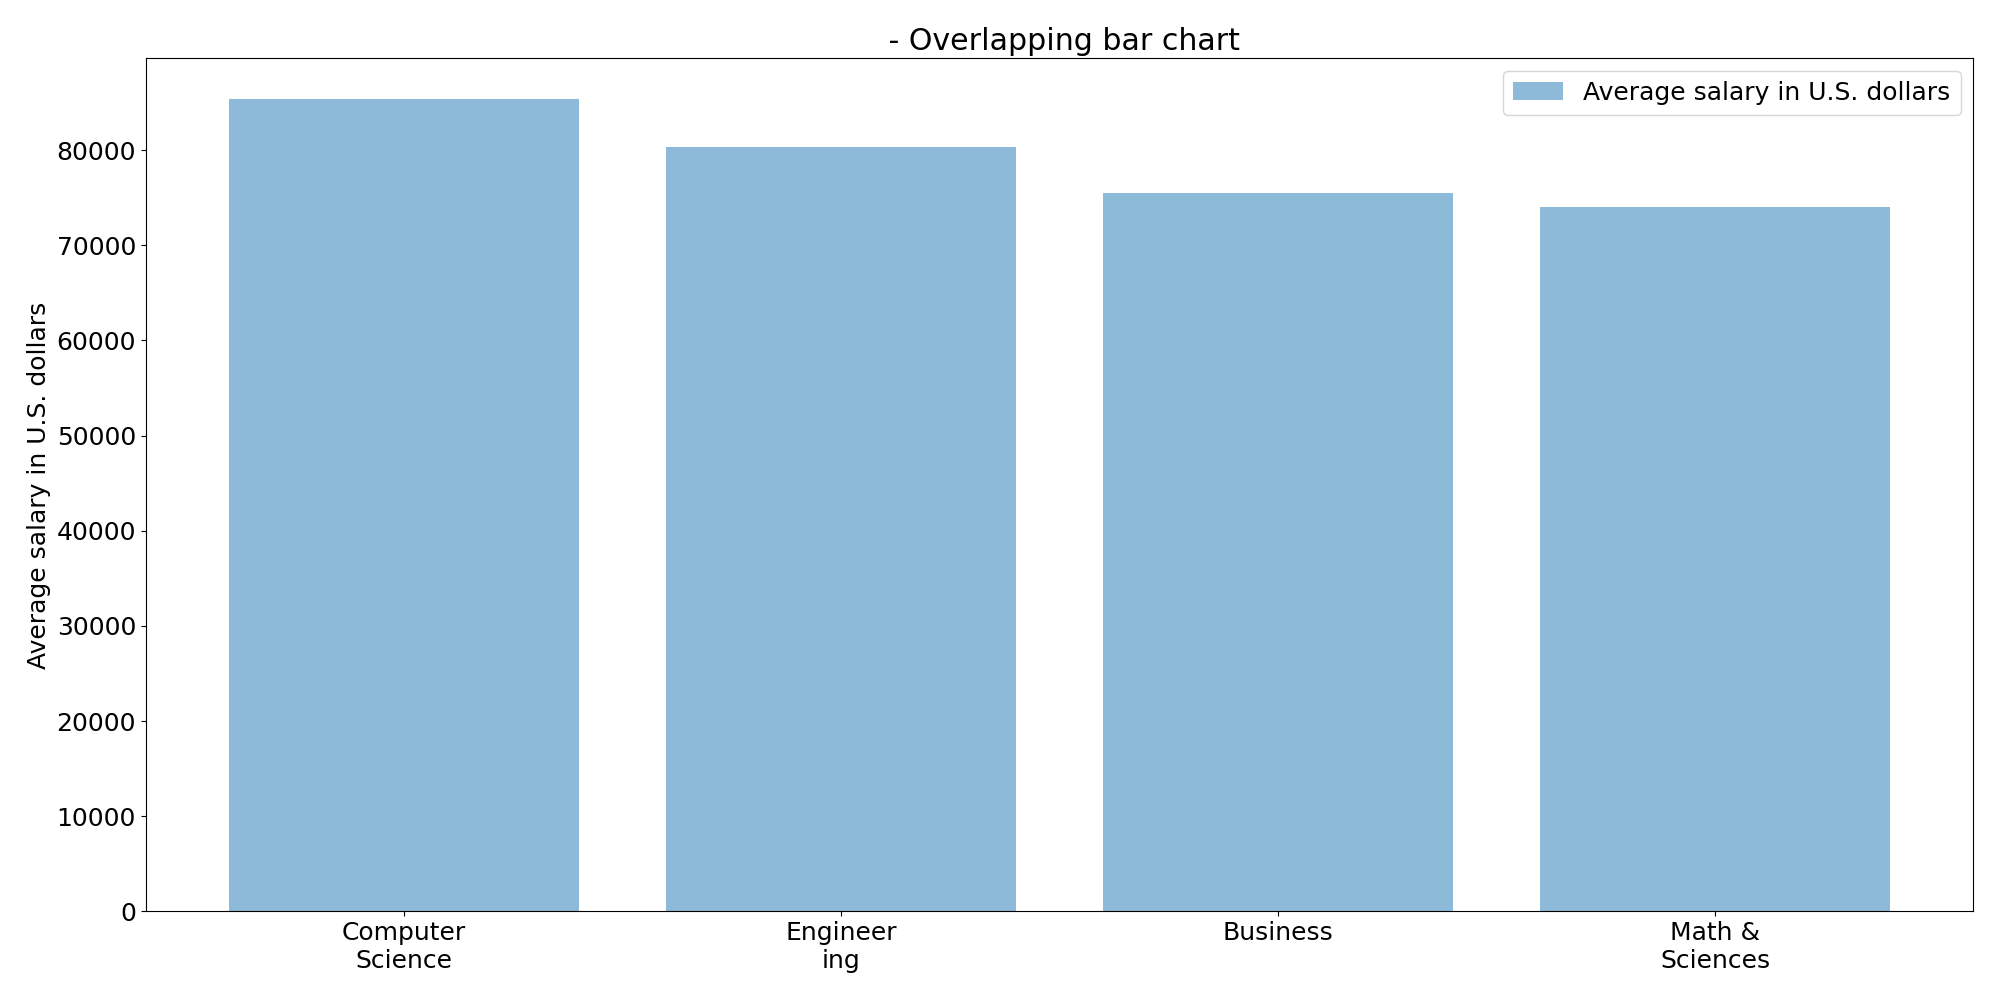 - Overlapping bar chart
Average salary in U.S. dollars
Average salary in U.S. dollars
80000
70000
60000
50000
40000
30000
20000
10000
0
Computer
Science
Engineer
ing
Business
Math &
Sciences